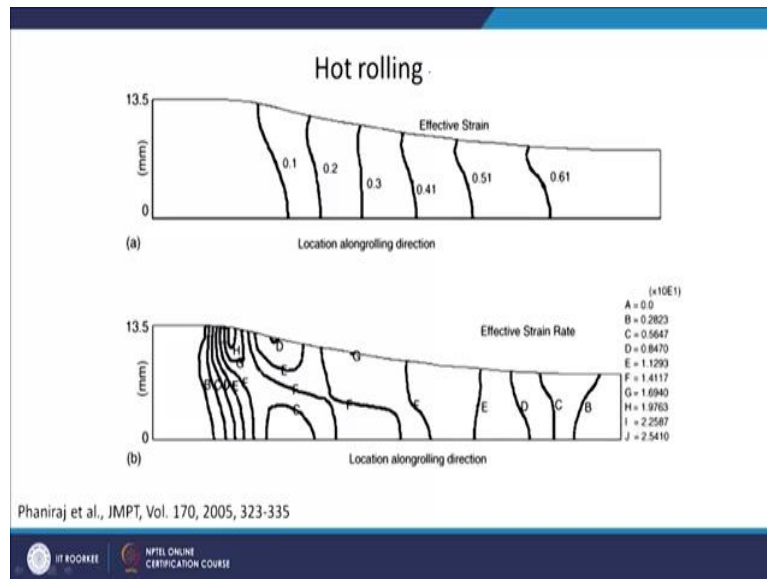 Hot rolling
13.5
(mm)
0
Effective Strain
0.1
0.2
0.3
0.41
0.51
0.61
(a)
Location alongrolling direction
13.5
(mm)
0
Effective Strain Rate
H
G
D
E
G
B
C
D
E
F
F
F
G
F
E
D
C
B
(x10E1)
A = 0.0
B = 0.2823
C = 0.5647
D = 0.8470
E = 1.1293
F = 1.4117
G = 1.6940
H = 1.9763
I = 2.2587
J = 2.5410
(b)
Location alongrolling direction
Phaniraj et al., JMPT, Vol. 170, 2005, 323-335
IIT ROORKEE
NPTEL ONLINE
CERTIFICATION COURSE